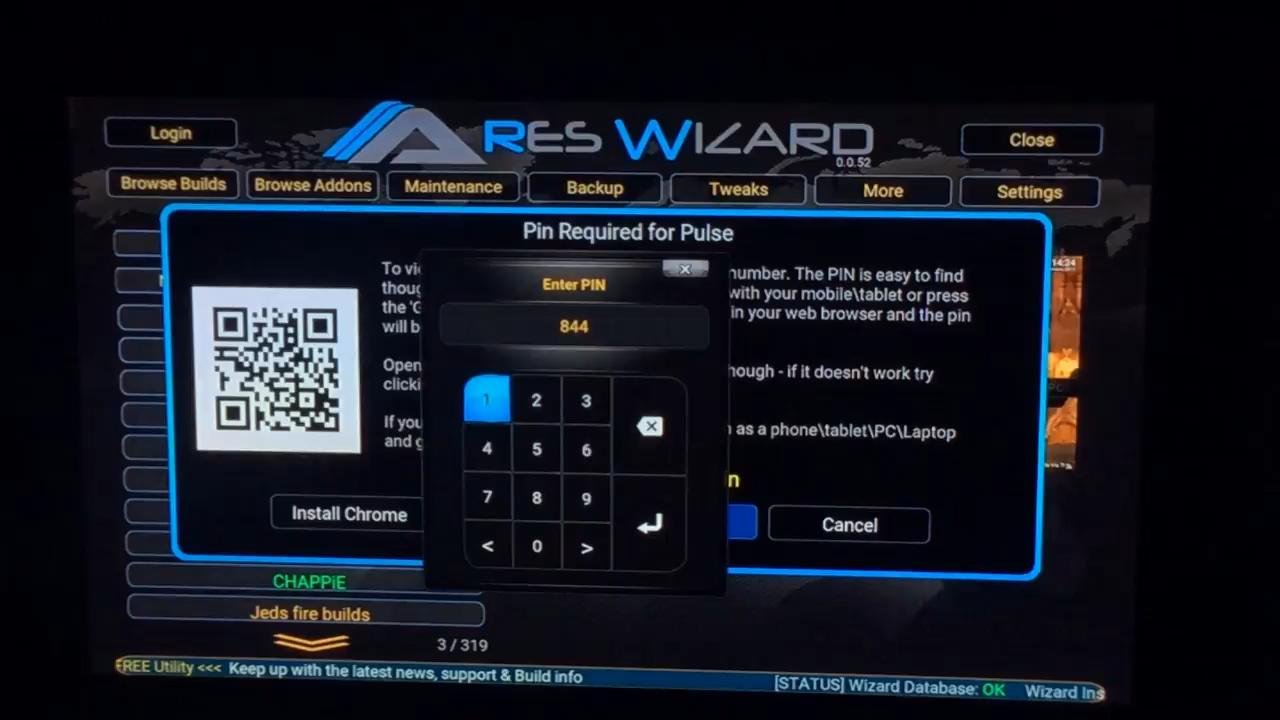 Login
ARES WIZARD
0.0.52
Close
Browse Builds
Browse Addons
Maintenance
Backup
Tweaks
More
Settings
Pin Required for Pulse
Enter PIN
844
To
number. The PIN is easy to find
with your mobile\tablet or press
the
in your web browser and the pin
will
Open
though - if it doesn't work try
If you
as a phone\tablet\PC\Laptop
and
1 2 3
4 5 6
7 8 9
< 0 >
Install Chrome
Cancel
14:24
CHAPPiE
Jeds fire builds
3 / 319
FREE Utility <<< Keep up with the latest news, support & Build info
[STATUS] Wizard Database: OK
Wizard Ins